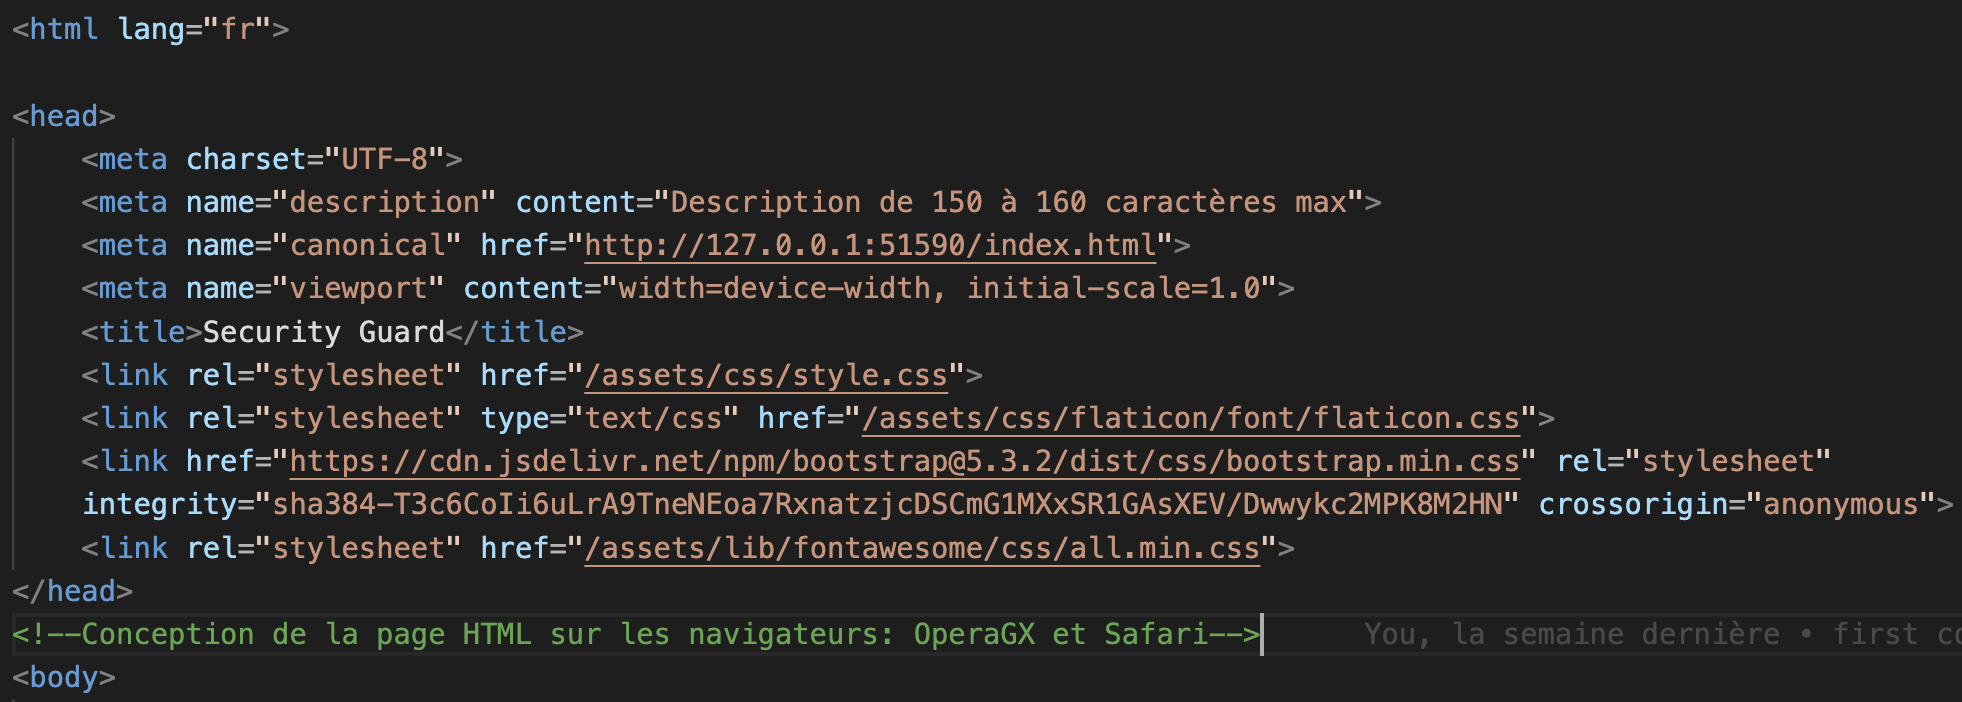 <html lang="fr">
<head>
<meta charset="UTF-8">
<meta name="description" content="Description de 150 à 160 caractères max">
<meta name="canonical" href="http://127.0.0.1:51590/index.html">
<meta name="viewport" content="width=device-width, initial-scale=1.0">
<title>Security Guard</title>
<link rel="stylesheet" href="/assets/css/style.css">
<link rel="stylesheet" type="text/css" href="/assets/css/flaticon/font/flaticon.css">
<link href="https://cdn.jsdelivr.net/npm/bootstrap@5.3.2/dist/css/bootstrap.min.css" rel="stylesheet"
integrity="sha384-T3c6CoIi6uLrA9TneNEoa7RxnatzjcDSCmG1MXxSR1GAsXEV/Dwwykc2MPK8M2HN" crossorigin="anonymous">
<link rel="stylesheet" href="/assets/lib/fontawesome/css/all.min.css">
</head>
<!--Conception de la page HTML sur les navigateurs: OperaGX et Safari--> You, la semaine dernière • first
<body>